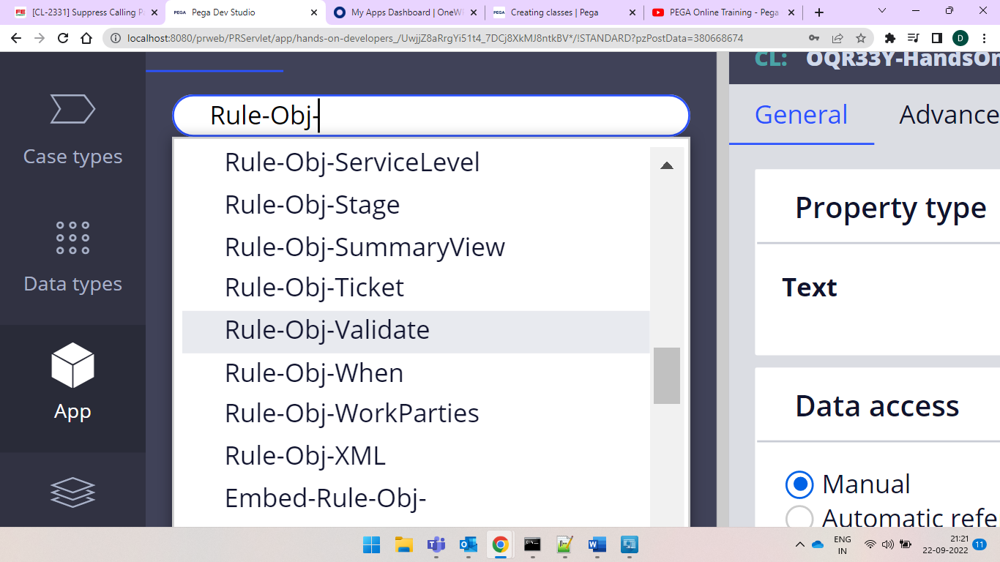 [CL-2331] Suppress Calling P
Pega Dev Studio
My Apps Dashboard | OneW
Creating classes | Pega
PEGA Online Training - Pega
localhost:8080/prweb/PRServlet/app/hands-on-developers_/UwjjZ8aRrgYi51t4_7DCj8XkMJ8ntkBV*/!STANDARD?pzPostData=380668674
D
CL: OQR33Y-HandsOn
Case types
Data types
App
Rule-Obj-
Rule-Obj-ServiceLevel
Rule-Obj-Stage
Rule-Obj-SummaryView
Rule-Obj-Ticket
Rule-Obj-Validate
Rule-Obj-When
Rule-Obj-WorkParties
Rule-Obj-XML
Embed-Rule-Obj-
General
Advance
Property type
Text
Data access
Manual
Automatic refe
ENG
IN
21:21
22-09-2022
11